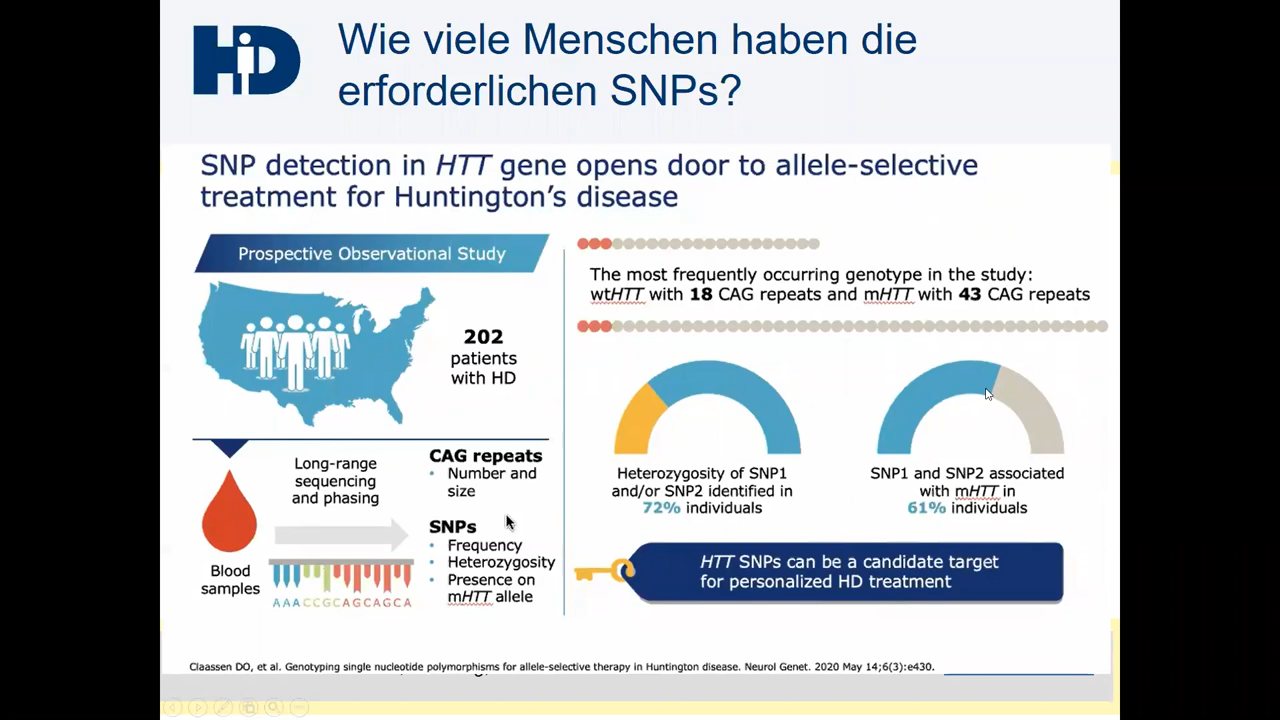 HD
Wie viele Menschen haben die
erforderlichen SNPs?
SNP detection in HTT gene opens door to allele-selective
treatment for Huntington's disease
Prospective Observational Study
202
patients
with HD
Long-range
sequencing
and phasing
Blood
samples
AAACCGCAGCAGCA
CAG repeats
• Number and
size
SNPs
• Frequency
• Heterozygosity
• Presence on
mHTT allele
The most frequently occurring genotype in the study:
wtHTT with 18 CAG repeats and mHTT with 43 CAG repeats
Heterozygosity of SNP1
and/or SNP2 identified in
72% individuals
SNP1 and SNP2 associated
with mHTT in
61% individuals
HTT SNPs can be a candidate target
for personalized HD treatment
Claassen DO, et al. Genotyping single nucleotide polymorphisms for allele-selective therapy in Huntington disease. Neurol Genet. 2020 May 14;6(3):e430.